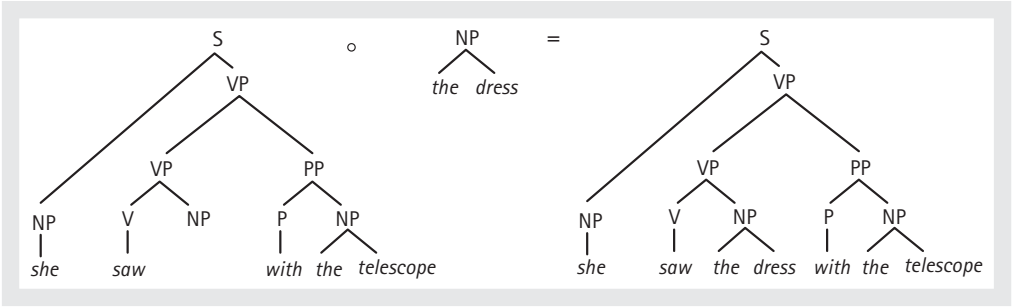 S ∘ NP = S
the dress
VP VP
VP PP VP PP
NP V NP P NP NP V NP P NP
she saw with the telescope she saw the dress with the telescope